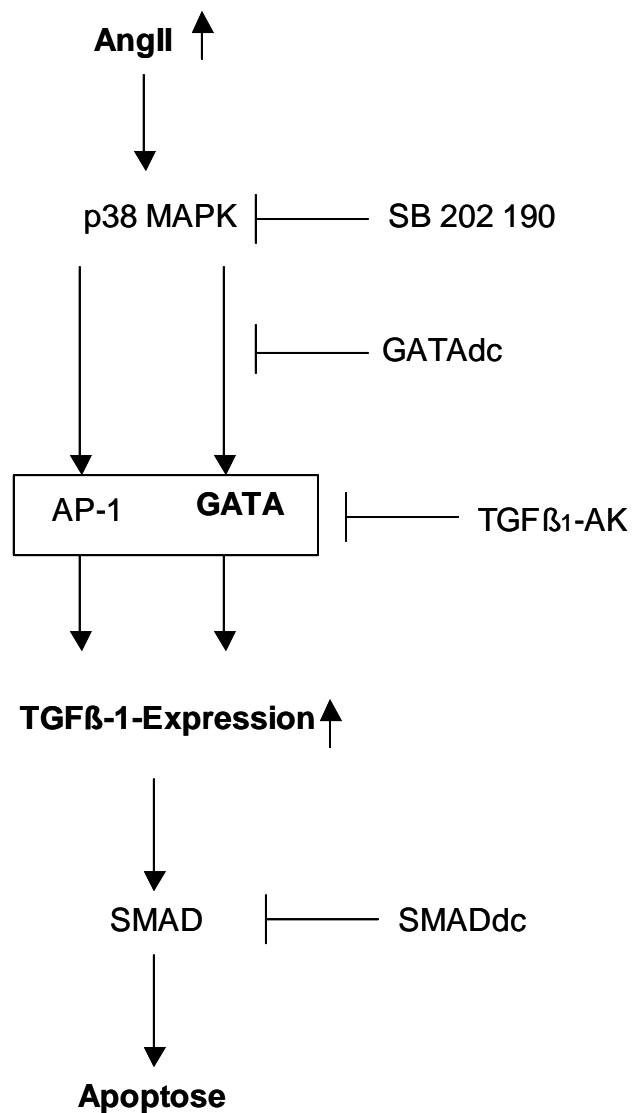 AngII
p38 MAPK
SB 202 190
GATAdc
AP-1
GATA
TGFß1-AK
TGFß-1-Expression
SMAD
SMADdc
Apoptose